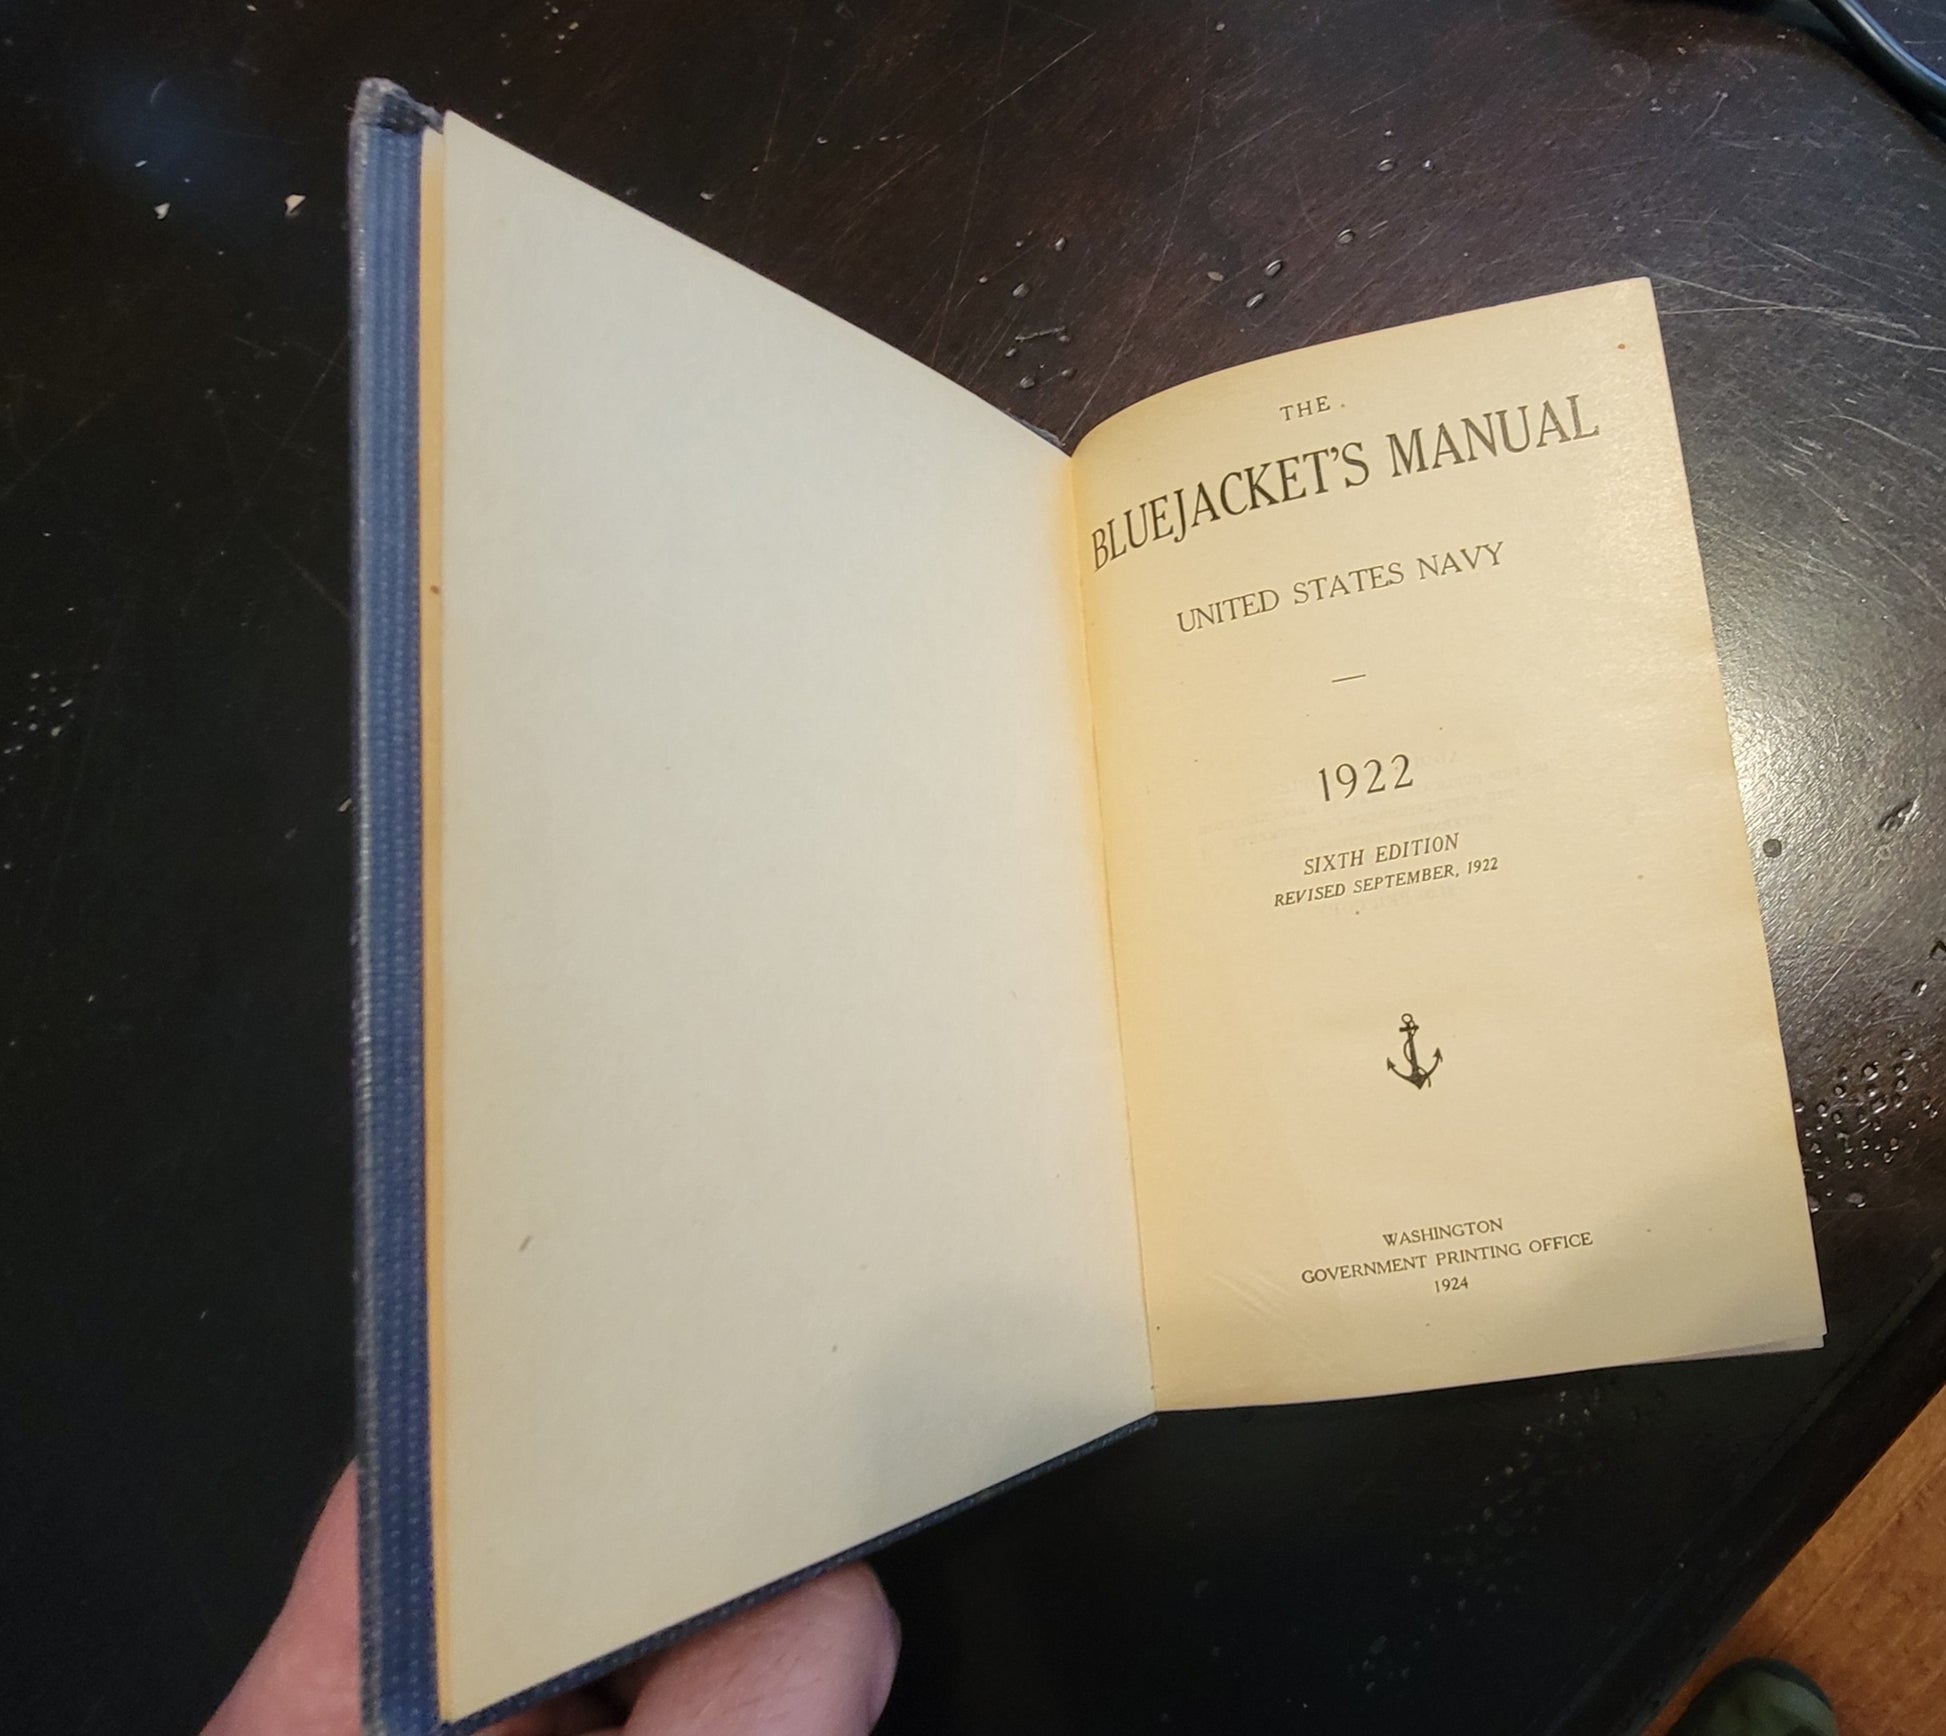 THE
BLUEJACKET'S MANUAL
UNITED STATES NAVY
1922
SIXTH EDITION
REVISED SEPTEMBER, 1922
WASHINGTON
GOVERNMENT PRINTING OFFICE
1924